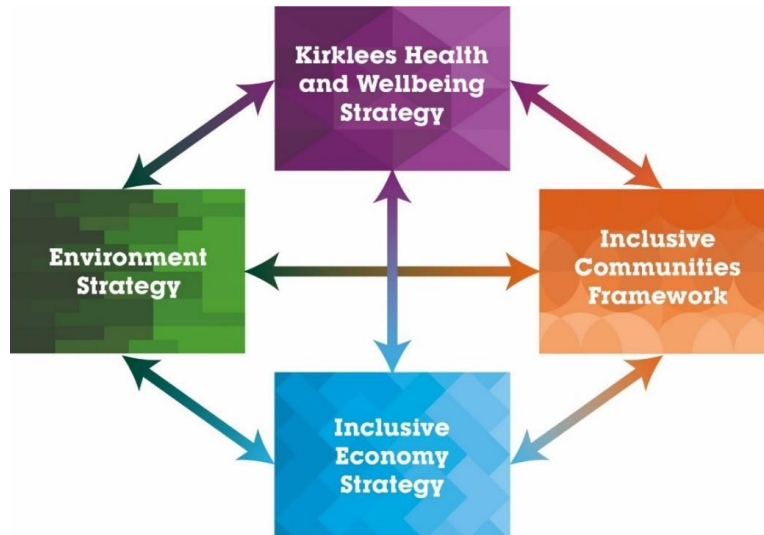 Kirklees Health
and Wellbeing
Strategy
Environment
Strategy
Inclusive
Communities
Framework
Inclusive
Economy
Strategy